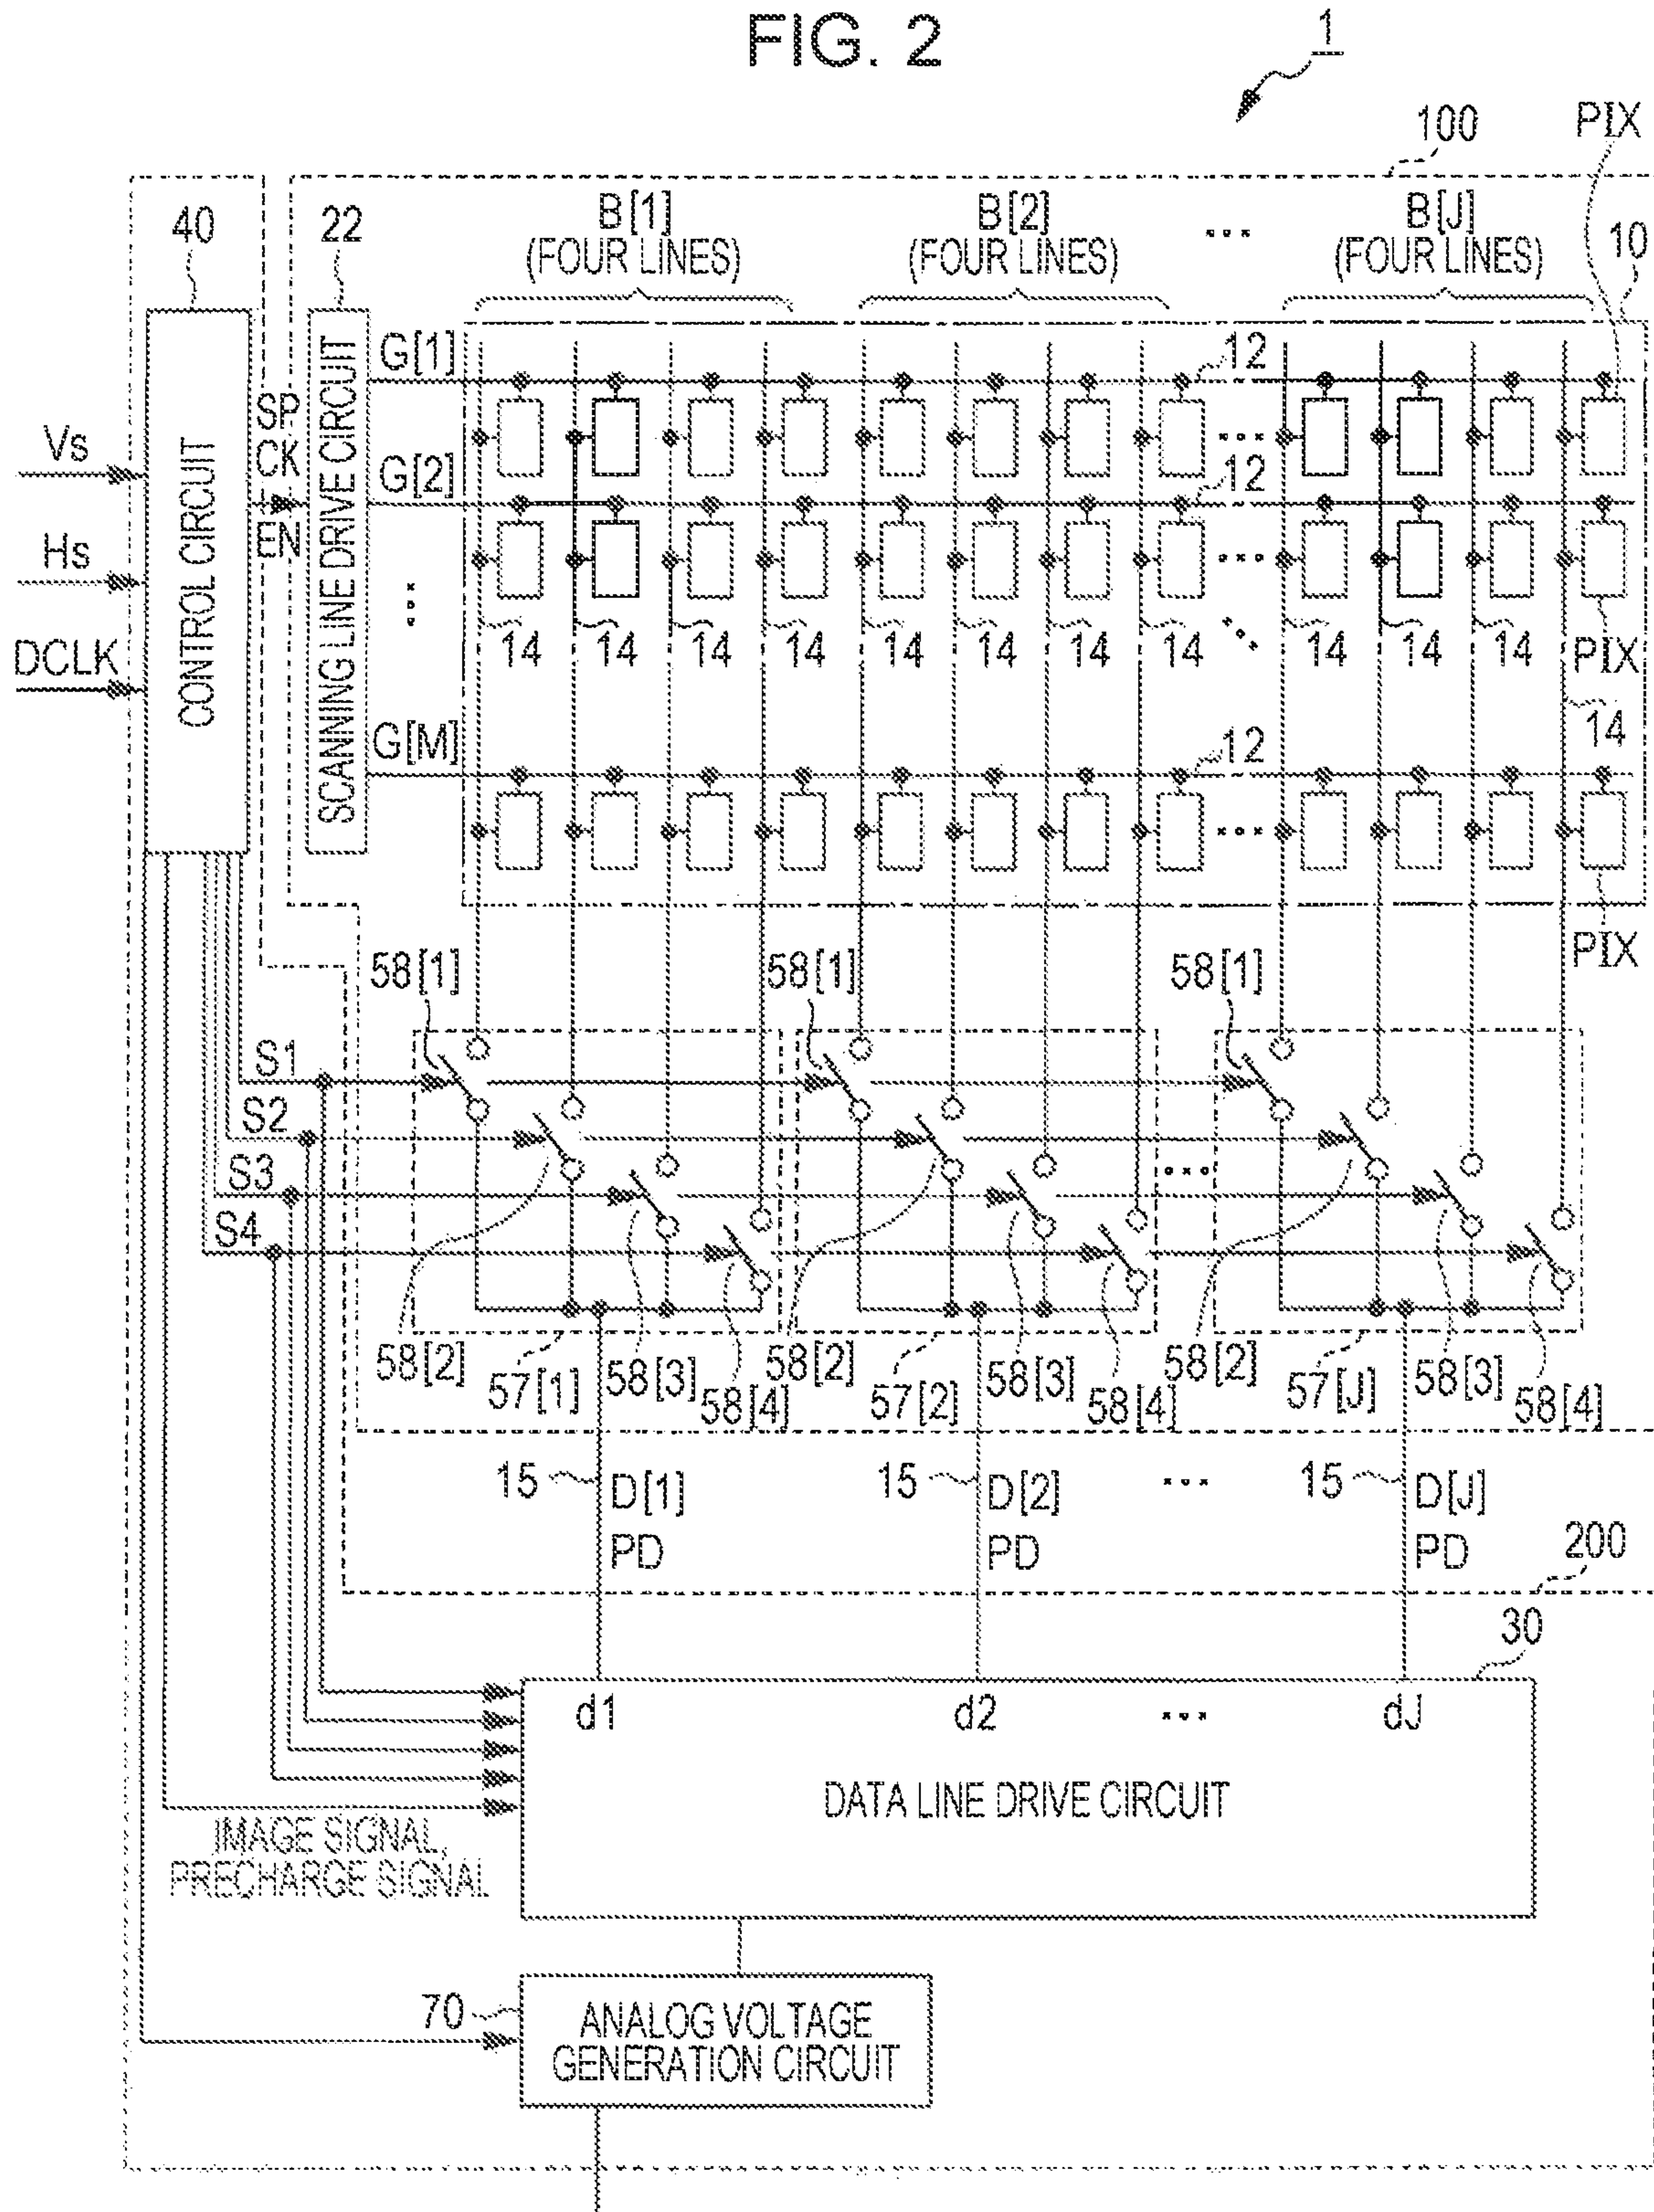 FIG. 2
1
100
PIX
40
22
B[1]
(FOUR LINES)
B[2]
(FOUR LINES)
...
B[J]
(FOUR LINES)
10
CONTROL CIRCUIT
SCANNING LINE DRIVE CIRCUIT
Vs
Hs
DCLK
SP
CK
EN
G[1]
12
...
G[2]
12
...
14 14 14 14 14 14 14 14 14 14 14
PIX
G[M]
12
14
...
PIX
58[1] 58[1] 58[1]
S1
S2
S3
...
S4
58[2] 57[1] 58[3] 58[4] 58[2] 57[2] 58[3] 58[4] 58[2] 57[J] 58[3] 58[4]
15 D[1] 15 D[2] ... 15 D[J]
PD PD PD
200
30
d1 d2 ... dJ
DATA LINE DRIVE CIRCUIT
IMAGE SIGNAL,
PRECHARGE SIGNAL
70
ANALOG VOLTAGE
GENERATION CIRCUIT